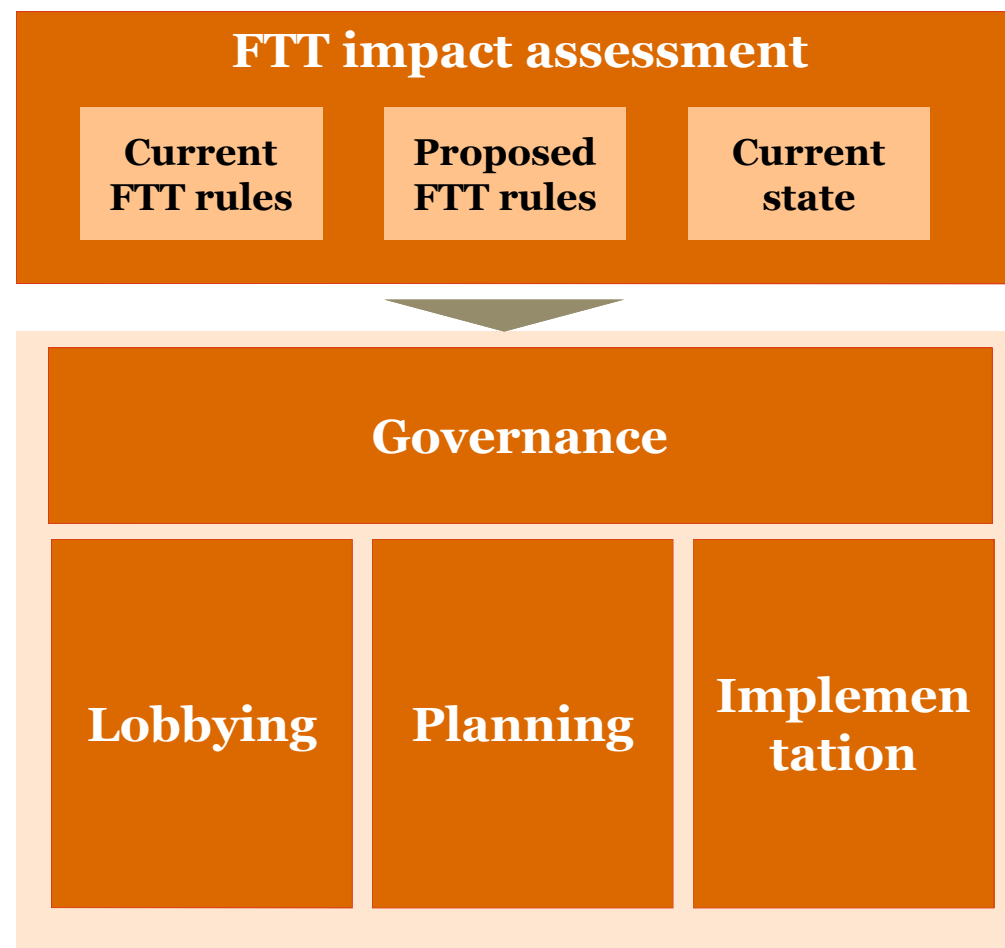 FTT impact assessment
Current
FTT rules
Proposed
FTT rules
Current
state
Governance
Lobbying
Planning
Implemen
tation